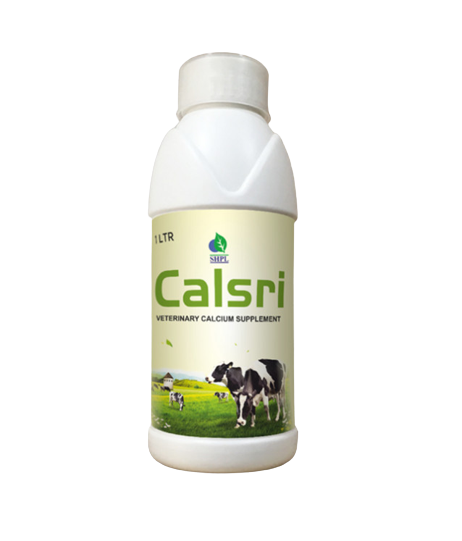 1 LTR
SHPL
Calsri
VETERINARY CALCIUM SUPPLEMENT